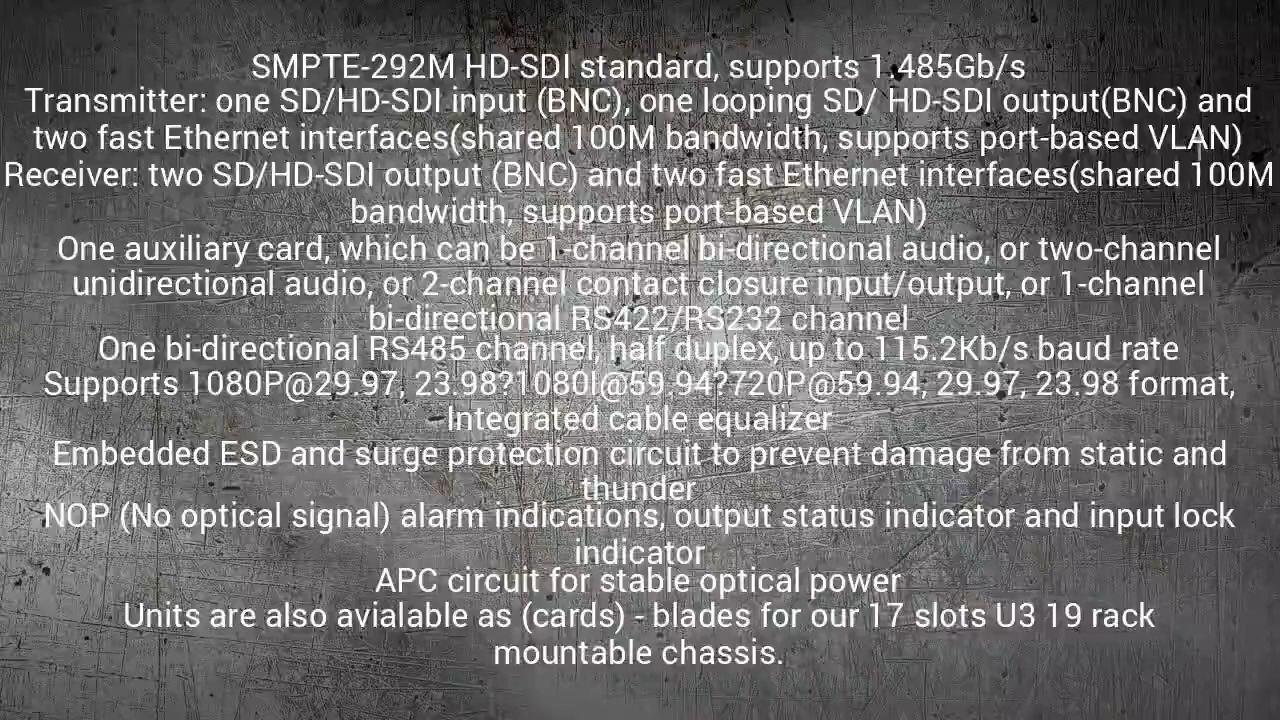 SMPTE-292M HD-SDI standard, supports 1.485Gb/s
Transmitter: one SD/HD-SDI input (BNC), one looping SD/ HD-SDI output(BNC) and
two fast Ethernet interfaces(shared 100M bandwidth, supports port-based VLAN)
Receiver: two SD/HD-SDI output (BNC) and two fast Ethernet interfaces(shared 100M
bandwidth, supports port-based VLAN)
One auxiliary card, which can be 1-channel bi-directional audio, or two-channel
unidirectional audio, or 2-channel contact closure input/output, or 1-channel
bi-directional RS422/RS232 channel
One bi-directional RS485 channel, half duplex, up to 115.2Kb/s baud rate
Supports 1080P@29.97, 23.98?1080I@59.94?720P@59.94, 29.97, 23.98 format,
Integrated cable equalizer
Embedded ESD and surge protection circuit to prevent damage from static and
thunder
NOP (No optical signal) alarm indications, output status indicator and input lock
indicator
APC circuit for stable optical power
Units are also avialable as (cards) - blades for our 17 slots U3 19 rack
mountable chassis.